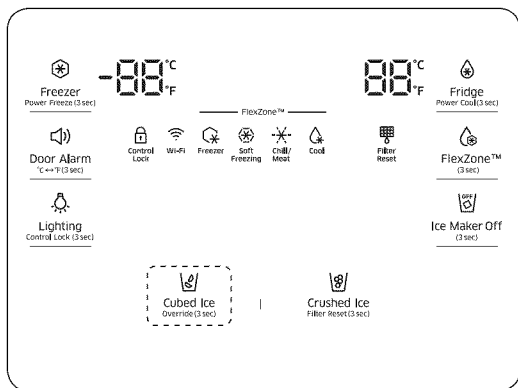 -88 °C °F
88 °C °F
Freezer
Power Freeze (3 sec)
Fridge
Power Cool (3 sec)
FlexZone™
Control Lock
Wi-Fi
Freezer
Soft Freezing
Chill/Meat
Cool
Filter Reset
Door Alarm
°C ↔ °F (3 sec)
FlexZone™
(3 sec)
Lighting
Control Lock (3 sec)
OFF
Ice Maker Off
(3 sec)
Cubed Ice
Override (3 sec)
Crushed Ice
Filter Reset (3 sec)